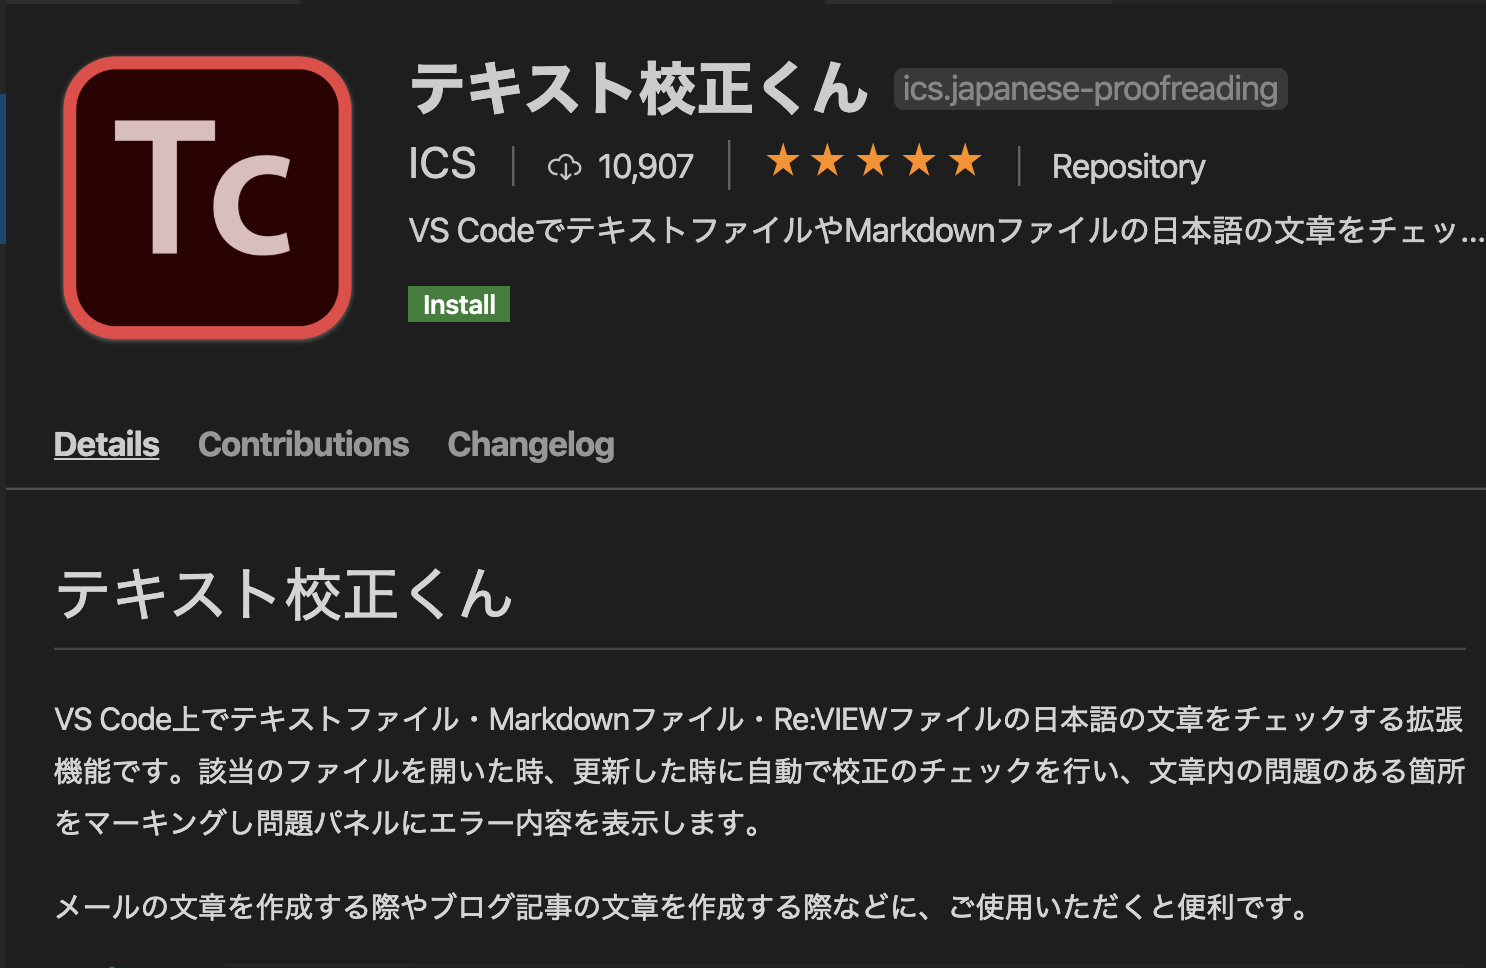 Tc
テキスト校正くん ics.japanese-proofreading
ICS 10,907 Repository
VS CodeでテキストファイルやMarkdownファイルの日本語の文章をチェッ...
Install
Details Contributions Changelog
テキスト校正くん
VS Code上でテキストファイル・Markdownファイル・Re:VIEWファイルの日本語の文章をチェックする拡張
機能です。該当のファイルを開いた時、更新した時に自動で校正のチェックを行い、文章内の問題のある箇所
をマーキングし問題パネルにエラー内容を表示します。
メールの文章を作成する際やブログ記事の文章を作成する際などに、ご使用いただくと便利です。